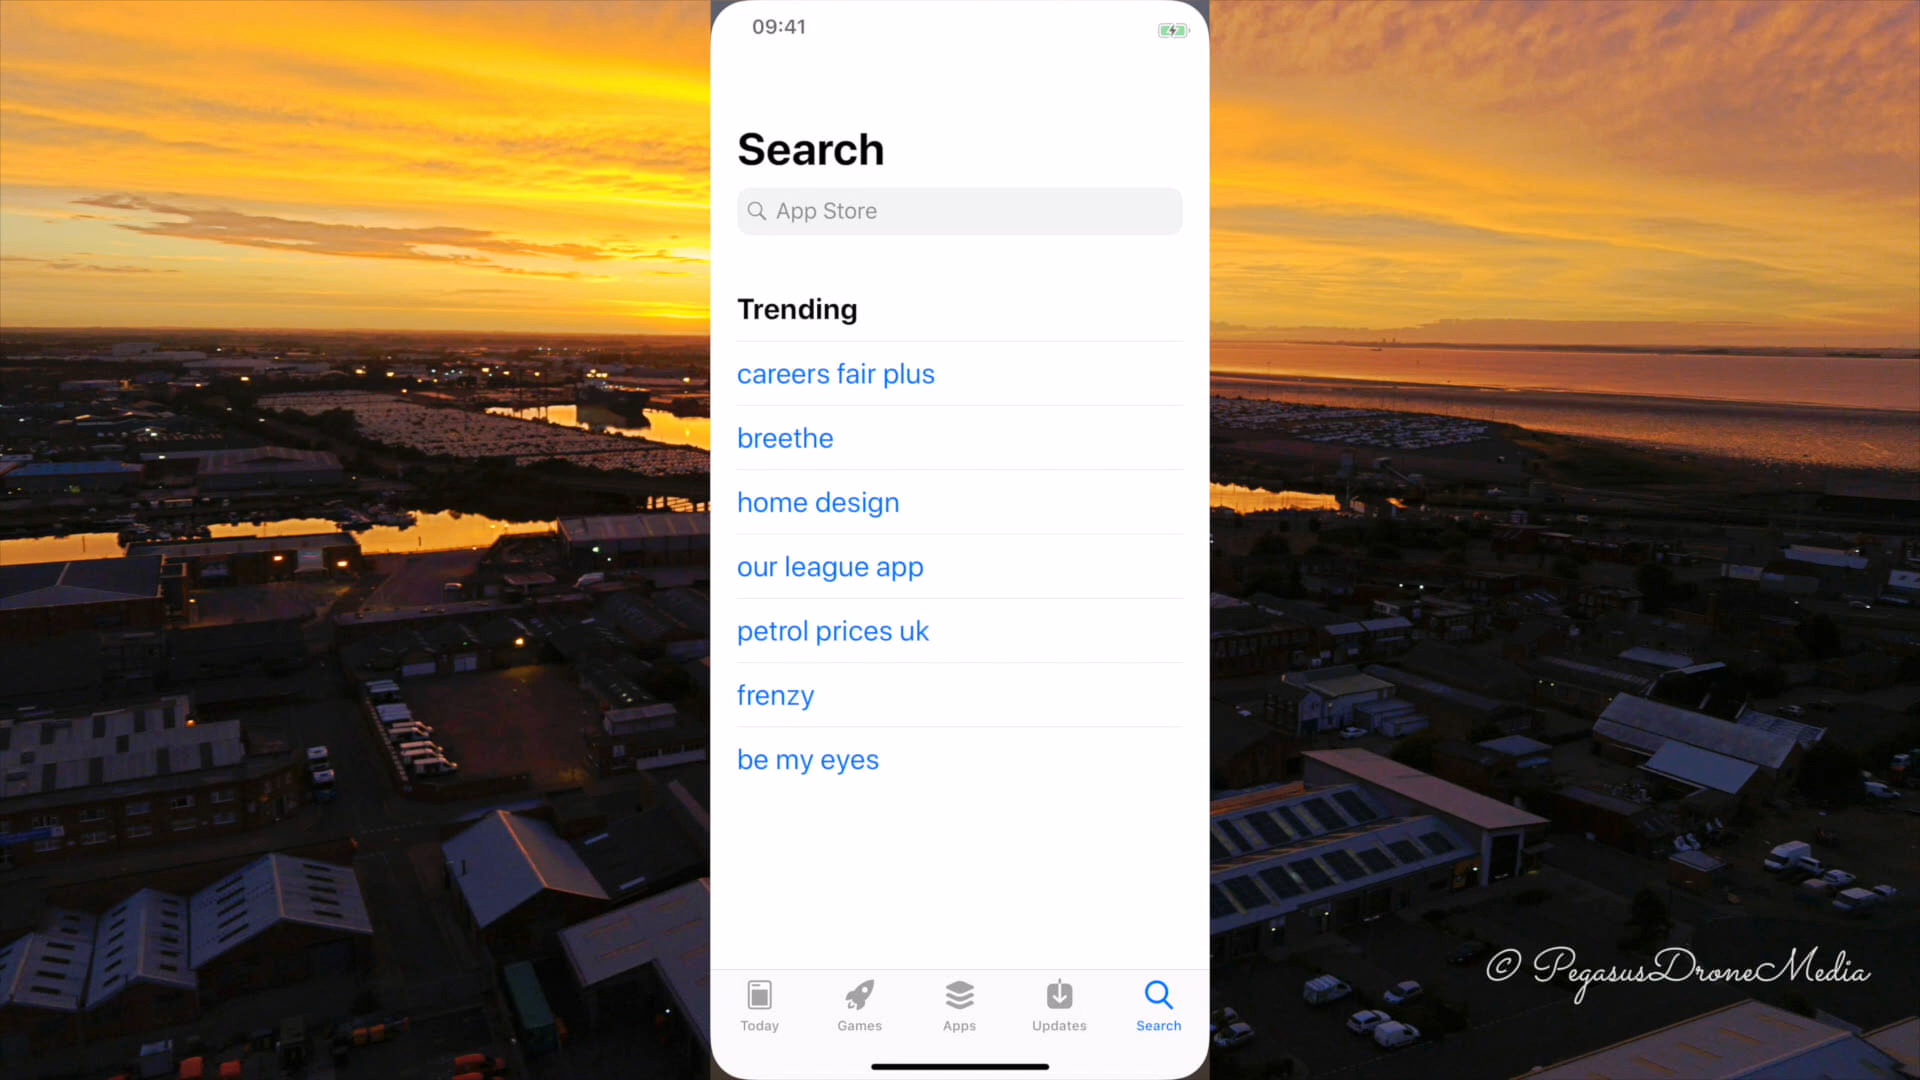 09:41
Search
App Store
Trending
careers fair plus
breethe
home design
our league app
petrol prices uk
frenzy
be my eyes
Today
Games
Apps
Updates
Search
© PegasusDroneMedia